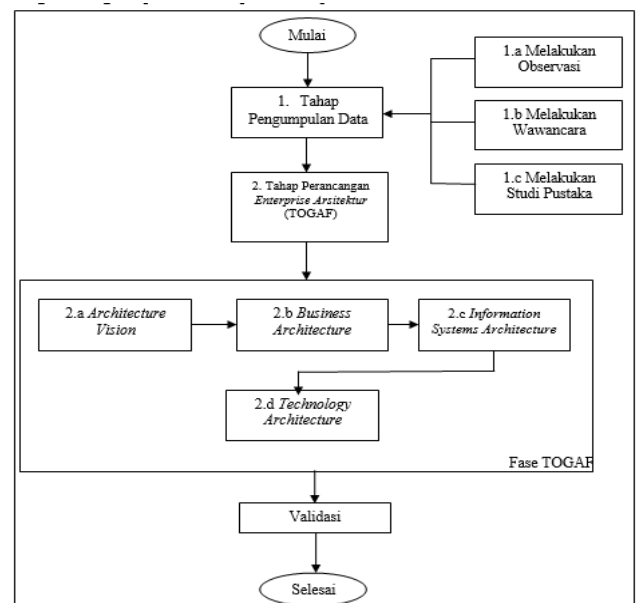 Mulai
1. Tahap
Pengumpulan Data
1.a Melakukan
Observasi
1.b Melakukan
Wawancara
1.c Melakukan
Studi Pustaka
2. Tahap Perancangan
Enterprise Arsitektur
(TOGAF)
2.a Architecture
Vision
2.b Business
Architecture
2.c Information
Systems Architecture
2.d Technology
Architecture
Fase TOGAF
Validasi
Selesai